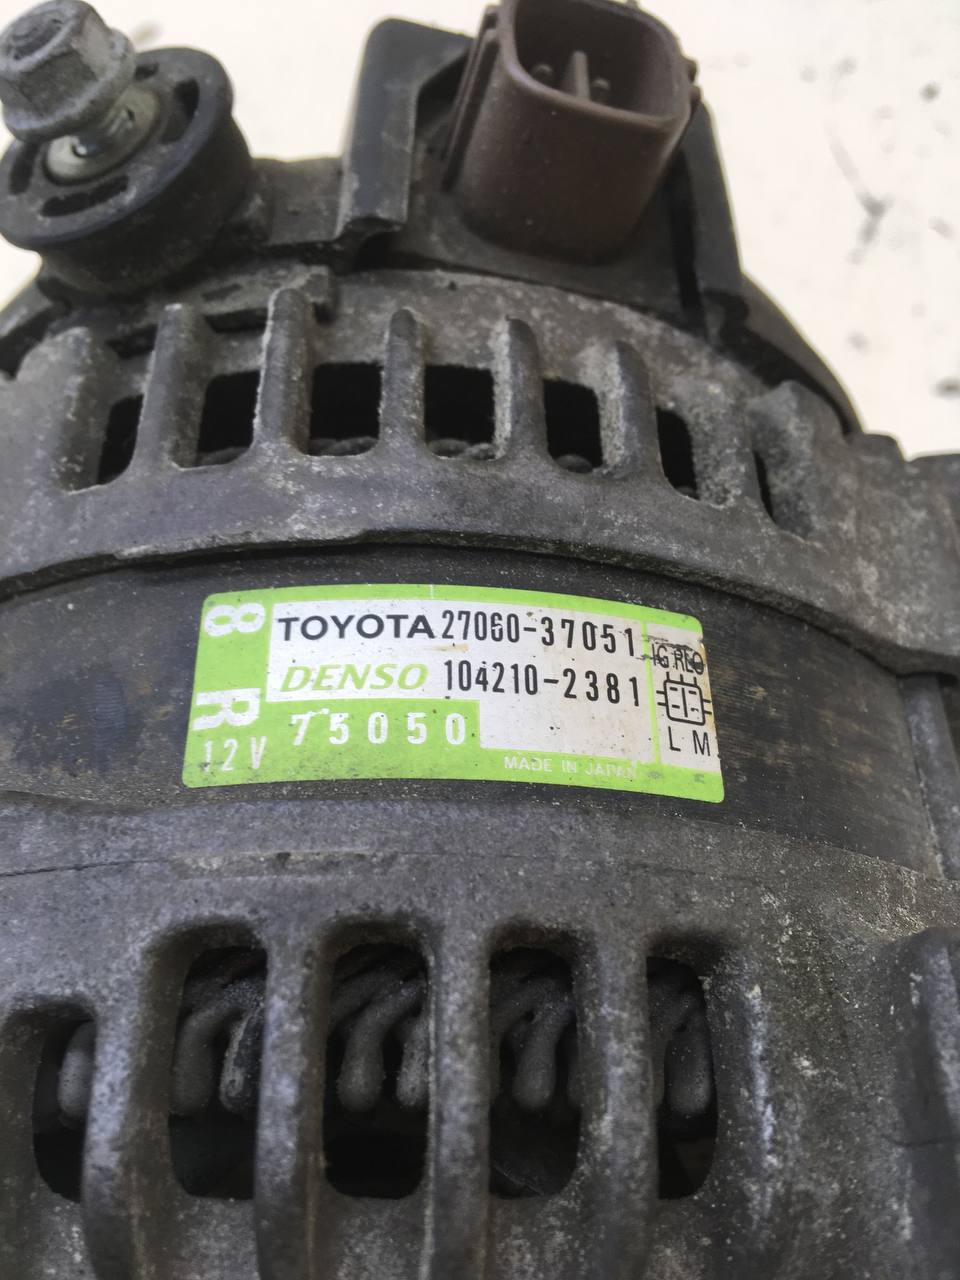 8 R
TOYOTA 27060-37051
DENSO 104210-2381
75050
12V
MADE IN JAPAN
IG RLO
L M